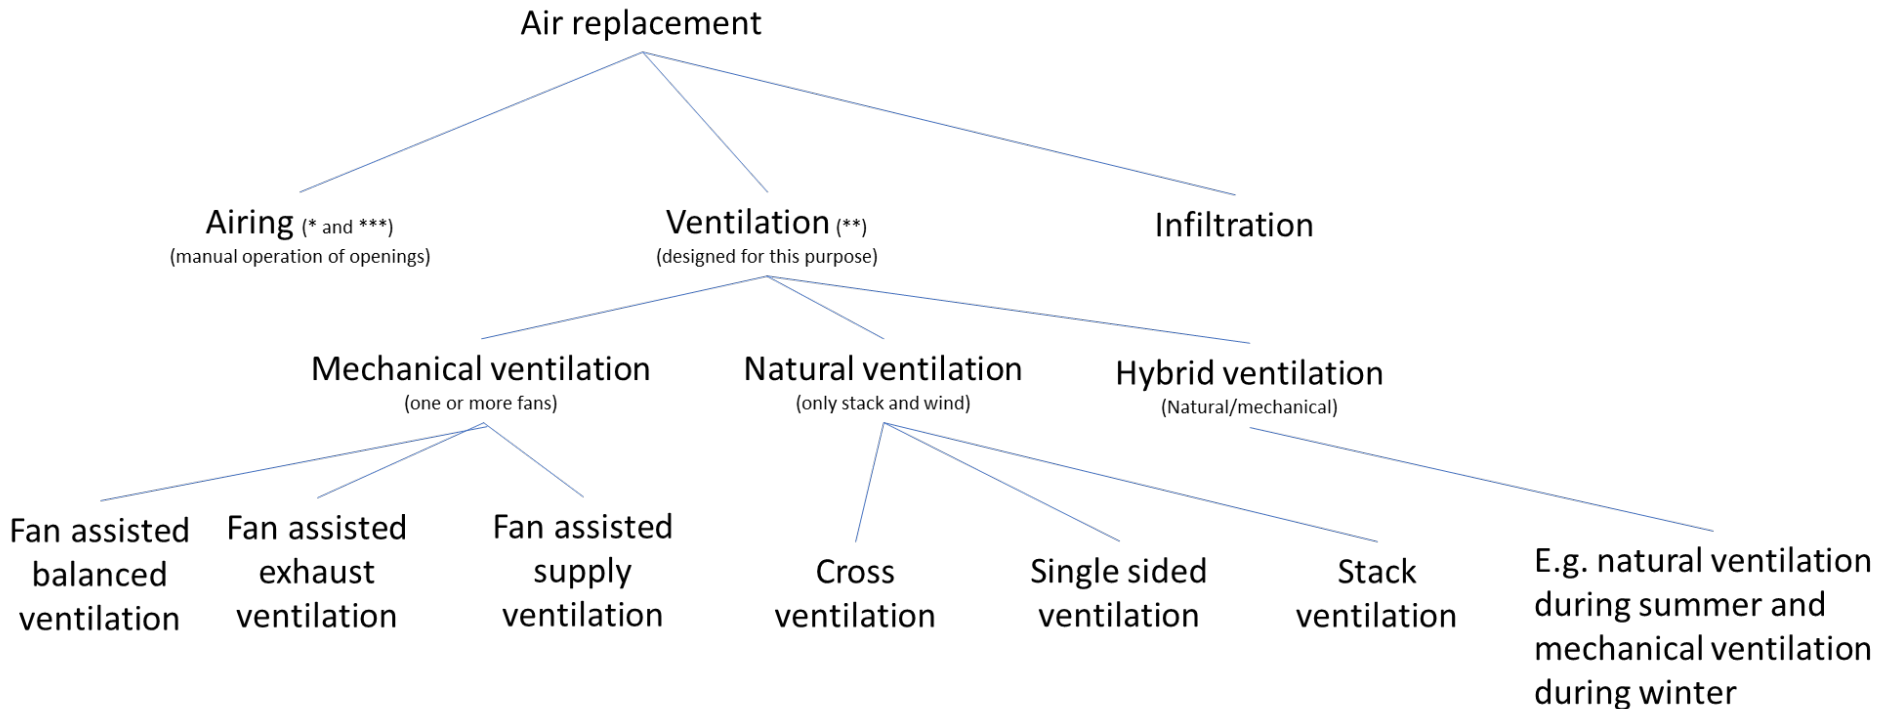 Air replacement
Airing (* and ***)
(manual operation of openings)
Ventilation (**)
(designed for this purpose)
Infiltration
Mechanical ventilation
(one or more fans)
Natural ventilation
(only stack and wind)
Hybrid ventilation
(Natural/mechanical)
Fan assisted
balanced
ventilation
Fan assisted
exhaust
ventilation
Fan assisted
supply
ventilation
Cross
ventilation
Single sided
ventilation
Stack
ventilation
E.g. natural ventilation
during summer and
mechanical ventilation
during winter